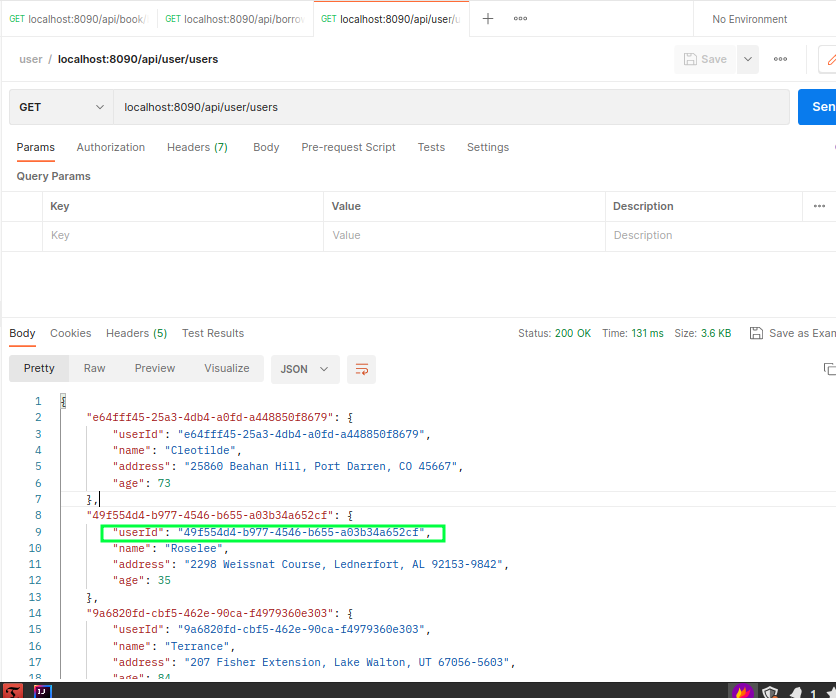 GET localhost:8090/api/book/ GET localhost:8090/api/borro GET localhost:8090/api/user/u No Environment
user / localhost:8090/api/user/users Save
GET localhost:8090/api/user/users Sen
Params Authorization Headers (7) Body Pre-request Script Tests Settings
Query Params
Key Value Description
Key Value Description
Body Cookies Headers (5) Test Results Status: 200 OK Time: 131 ms Size: 3.6 KB Save as Exam
Pretty Raw Preview Visualize JSON
1 {
2 "e64fff45-25a3-4db4-a0fd-a448850f8679": {
3 "userId": "e64fff45-25a3-4db4-a0fd-a448850f8679",
4 "name": "Cleotilde",
5 "address": "25860 Beahan Hill, Port Darren, CO 45667",
6 "age": 73
7 },
8 "49f554d4-b977-4546-b655-a03b34a652cf": {
9 "userId": "49f554d4-b977-4546-b655-a03b34a652cf",
10 "name": "Roselee",
11 "address": "2298 Weissnat Course, Lednerfort, AL 92153-9842",
12 "age": 35
13 },
14 "9a6820fd-cbf5-462e-90ca-f4979360e303": {
15 "userId": "9a6820fd-cbf5-462e-90ca-f4979360e303",
16 "name": "Terrance",
17 "address": "207 Fisher Extension, Lake Walton, UT 67056-5603",
18 "age": 84
1